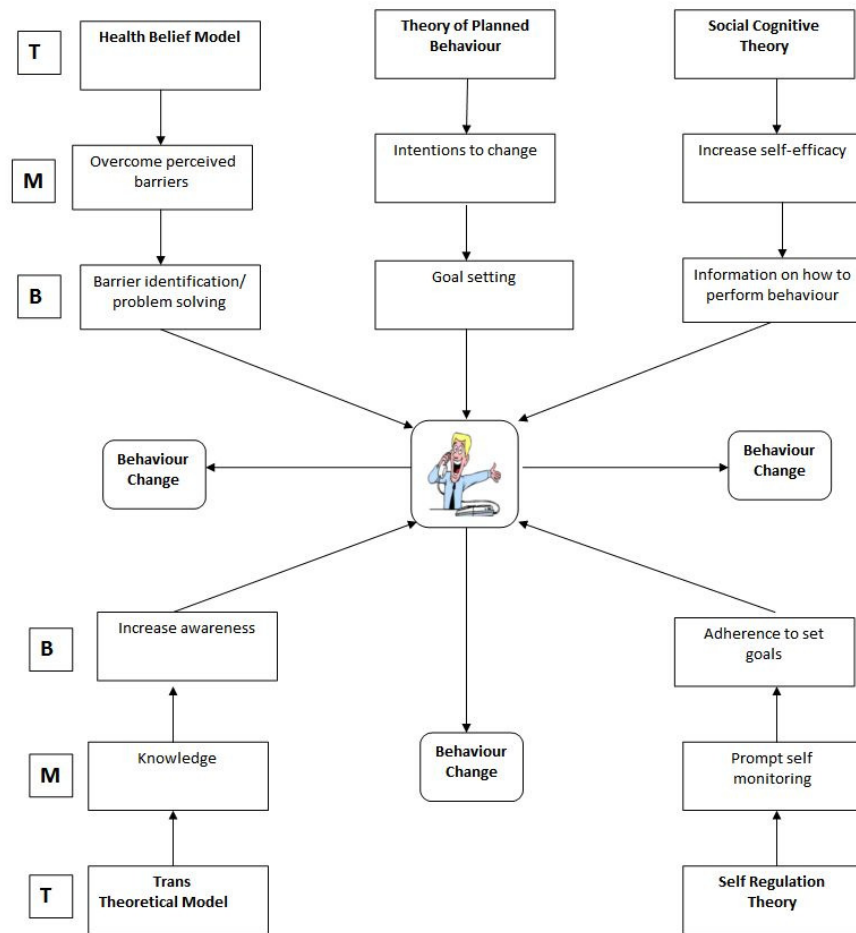 T
Health Belief Model
Theory of Planned
Behaviour
Social Cognitive
Theory
M
Overcome perceived
barriers
Intentions to change
Increase self-efficacy
B
Barrier identification/
problem solving
Goal setting
Information on how to
perform behaviour
Behaviour
Change
Behaviour
Change
B
Increase awareness
Adherence to set
goals
M
Knowledge
Behaviour
Change
Prompt self
monitoring
T
Trans
Theoretical Model
Self Regulation
Theory